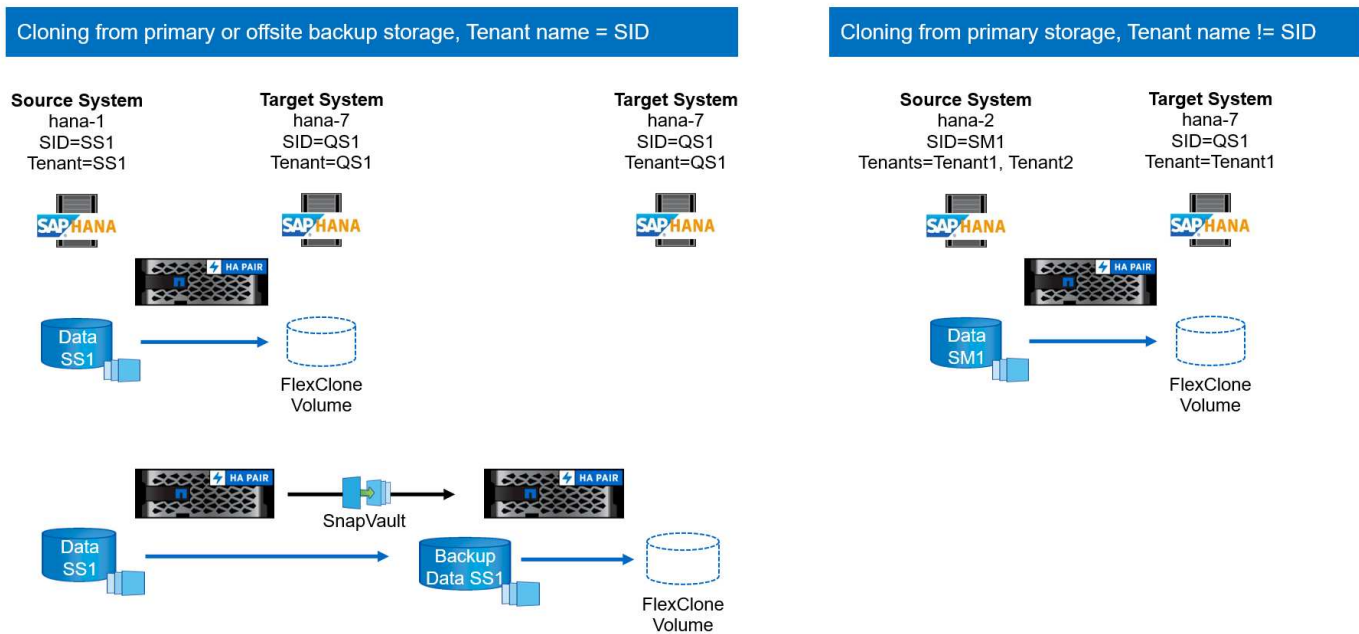 Cloning from primary or offsite backup storage, Tenant name = SID
Source System
hana-1
SID=SS1
Tenant=SS1
Target System
hana-7
SID=QS1
Tenant=QS1
Target System
hana-7
SID=QS1
Tenant=QS1
SAP HANA
SAP HANA
SAP HANA
HA PAIR
Data
SS1
FlexClone
Volume
HA PAIR
SnapVault
HA PAIR
Data
SS1
Backup
Data SS1
FlexClone
Volume
Cloning from primary storage, Tenant name != SID
Source System
hana-2
SID=SM1
Tenants=Tenant1, Tenant2
Target System
hana-7
SID=QS1
Tenant=Tenant1
SAP HANA
SAP HANA
HA PAIR
Data
SM1
FlexClone
Volume